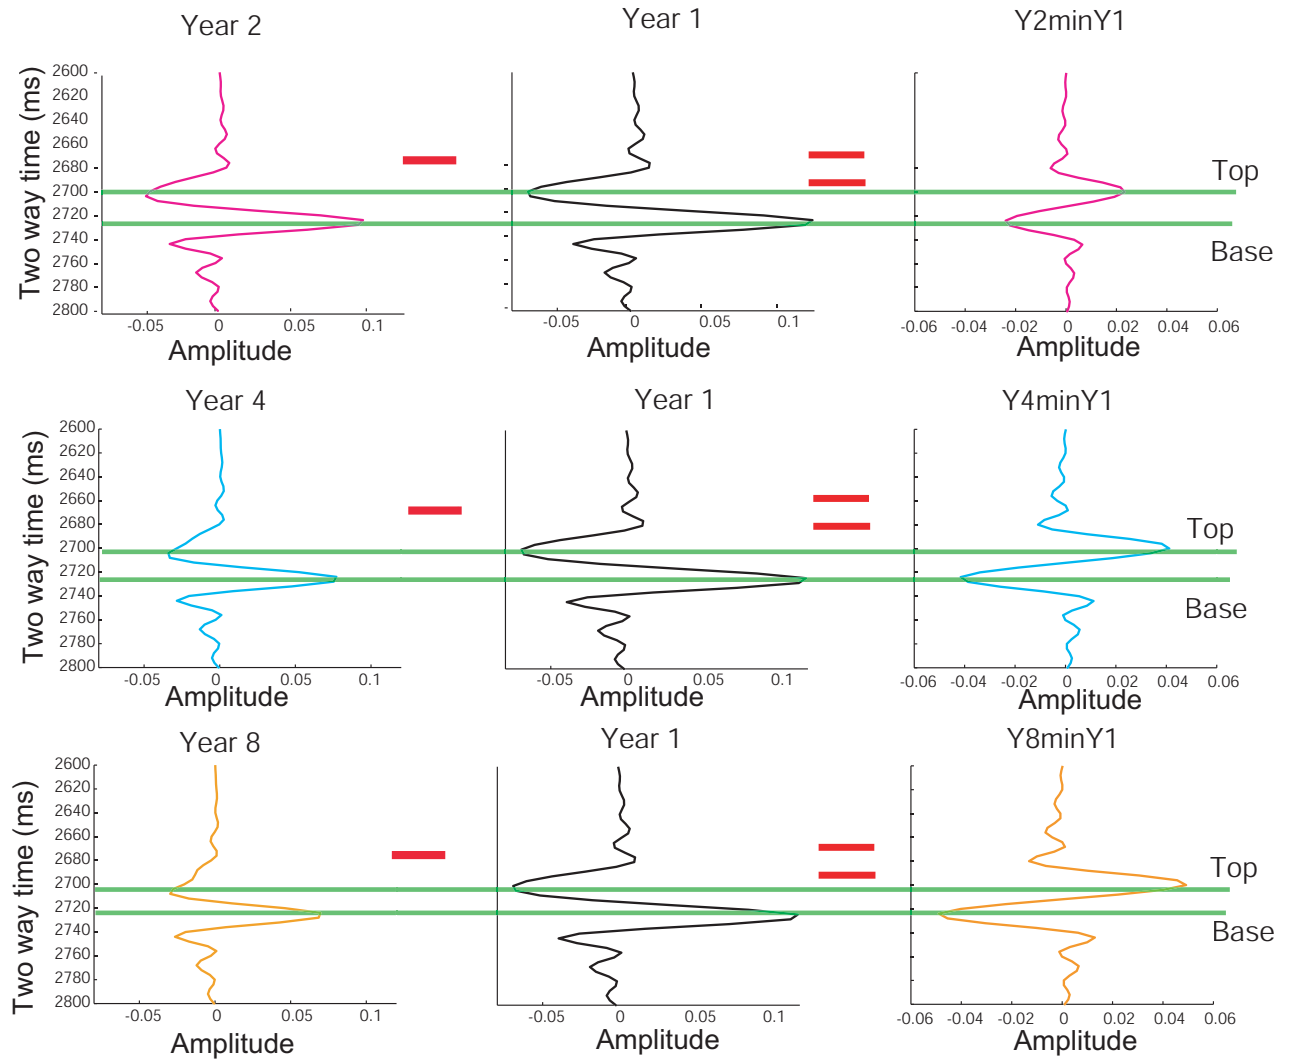 Year 2
Year 1
Y2minY1
Two way time (ms)
2600
2620
2640
2660
2680
2700
2720
2740
2760
2780
2800
Top
Base
-0.05 0 0.05 0.1
-0.05 0 0.05 0.1
-0.06 -0.04 -0.02 0 0.02 0.04 0.06
Amplitude
Amplitude
Amplitude
Year 4
Year 1
Y4minY1
Two way time (ms)
2600
2620
2640
2660
2680
2700
2720
2740
2760
2780
2800
Top
Base
-0.05 0 0.05 0.1
-0.05 0 0.05 0.1
-0.06 -0.04 -0.02 0 0.02 0.04 0.06
Amplitude
Amplitude
Amplitude
Year 8
Year 1
Y8minY1
Two way time (ms)
2600
2640
2640
2660
2680
2700
2720
2740
2760
2780
2800
Top
Base
-0.05 0 0.05 0.1
-0.05 0 0.05 0.1
-0.06 -0.04 -0.02 0 0.02 0.04 0.06
Amplitude
Amplitude
Amplitude